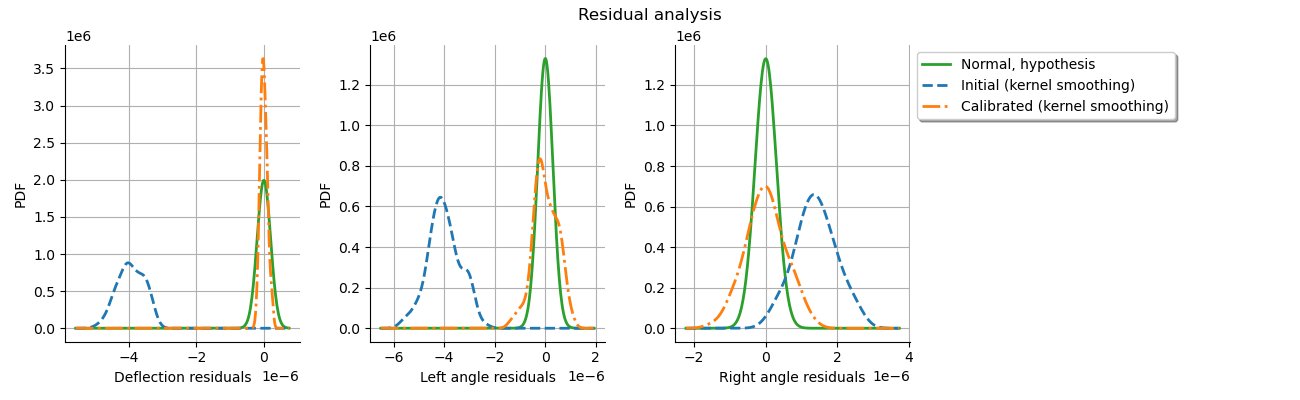 Residual analysis
1e6
3.5
3.0
2.5
2.0
1.5
1.0
0.5
0.0
PDF
−4
−2
0
Deflection residuals
1e−6
1e6
1.2
1.0
0.8
0.6
0.4
0.2
0.0
PDF
−6
−4
−2
0
2
Left angle residuals
1e−6
1e6
1.2
1.0
0.8
0.6
0.4
0.2
0.0
PDF
−2
0
2
4
Right angle residuals
1e−6
Normal, hypothesis
Initial (kernel smoothing)
Calibrated (kernel smoothing)